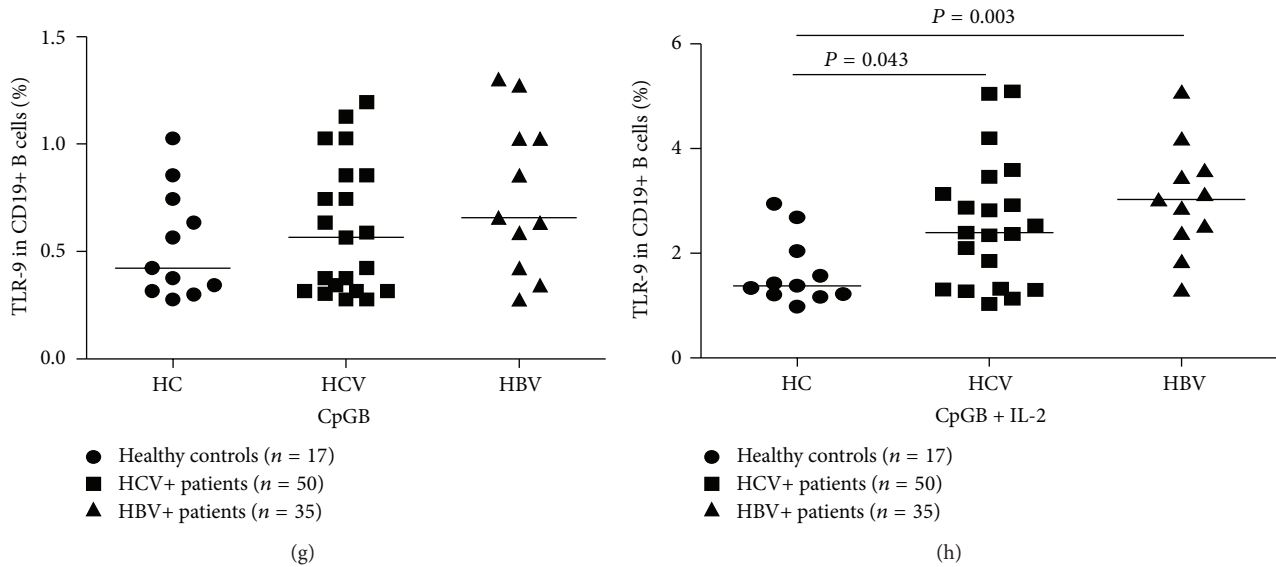 1.5
1.0
0.5
0.0
TLR-9 in CD19+ B cells (%)
HC
HCV
HBV
CpGB
Healthy controls (n = 17)
HCV+ patients (n = 50)
HBV+ patients (n = 35)
(g)
P = 0.003
P = 0.043
6
4
2
0
TLR-9 in CD19+ B cells (%)
HC
HCV
HBV
CpGB + IL-2
Healthy controls (n = 17)
HCV+ patients (n = 50)
HBV+ patients (n = 35)
(h)